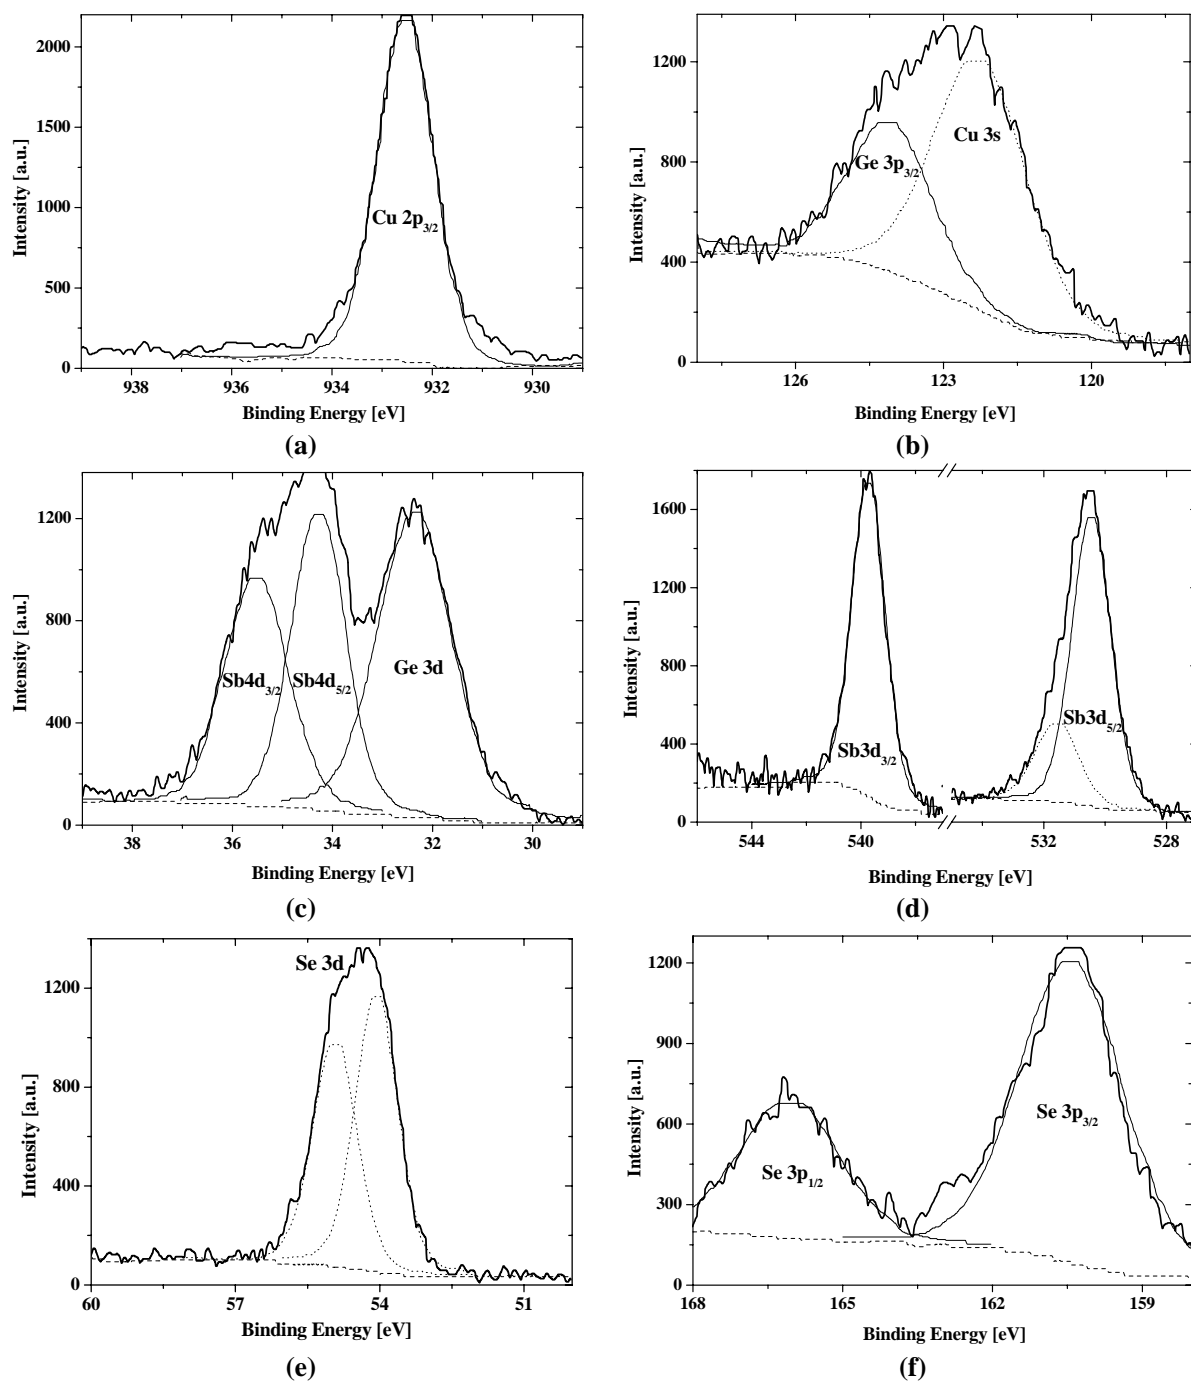 2000
1500
1000
500
0
Intensity [a.u.]
Cu 2p3/2
938 936 934 932 930
Binding Energy [eV]
(a)
1200
800
400
0
Intensity [a.u.]
Ge 3p3/2
Cu 3s
126 123 120
Binding Energy [eV]
(b)
1200
800
400
0
Intensity [a.u.]
Sb4d3/2
Sb4d5/2
Ge 3d
38 36 34 32 30
Binding Energy [eV]
(c)
1600
1200
800
400
0
Intensity [a.u.]
Sb3d3/2
Sb3d5/2
544 540 532 528
Binding Energy [eV]
(d)
1200
800
400
0
Intensity [a.u.]
Se 3d
60 57 54 51
Binding Energy [eV]
(e)
1200
900
600
300
0
Intensity [a.u.]
Se 3p1/2
Se 3p3/2
168 165 162 159
Binding Energy [eV]
(f)